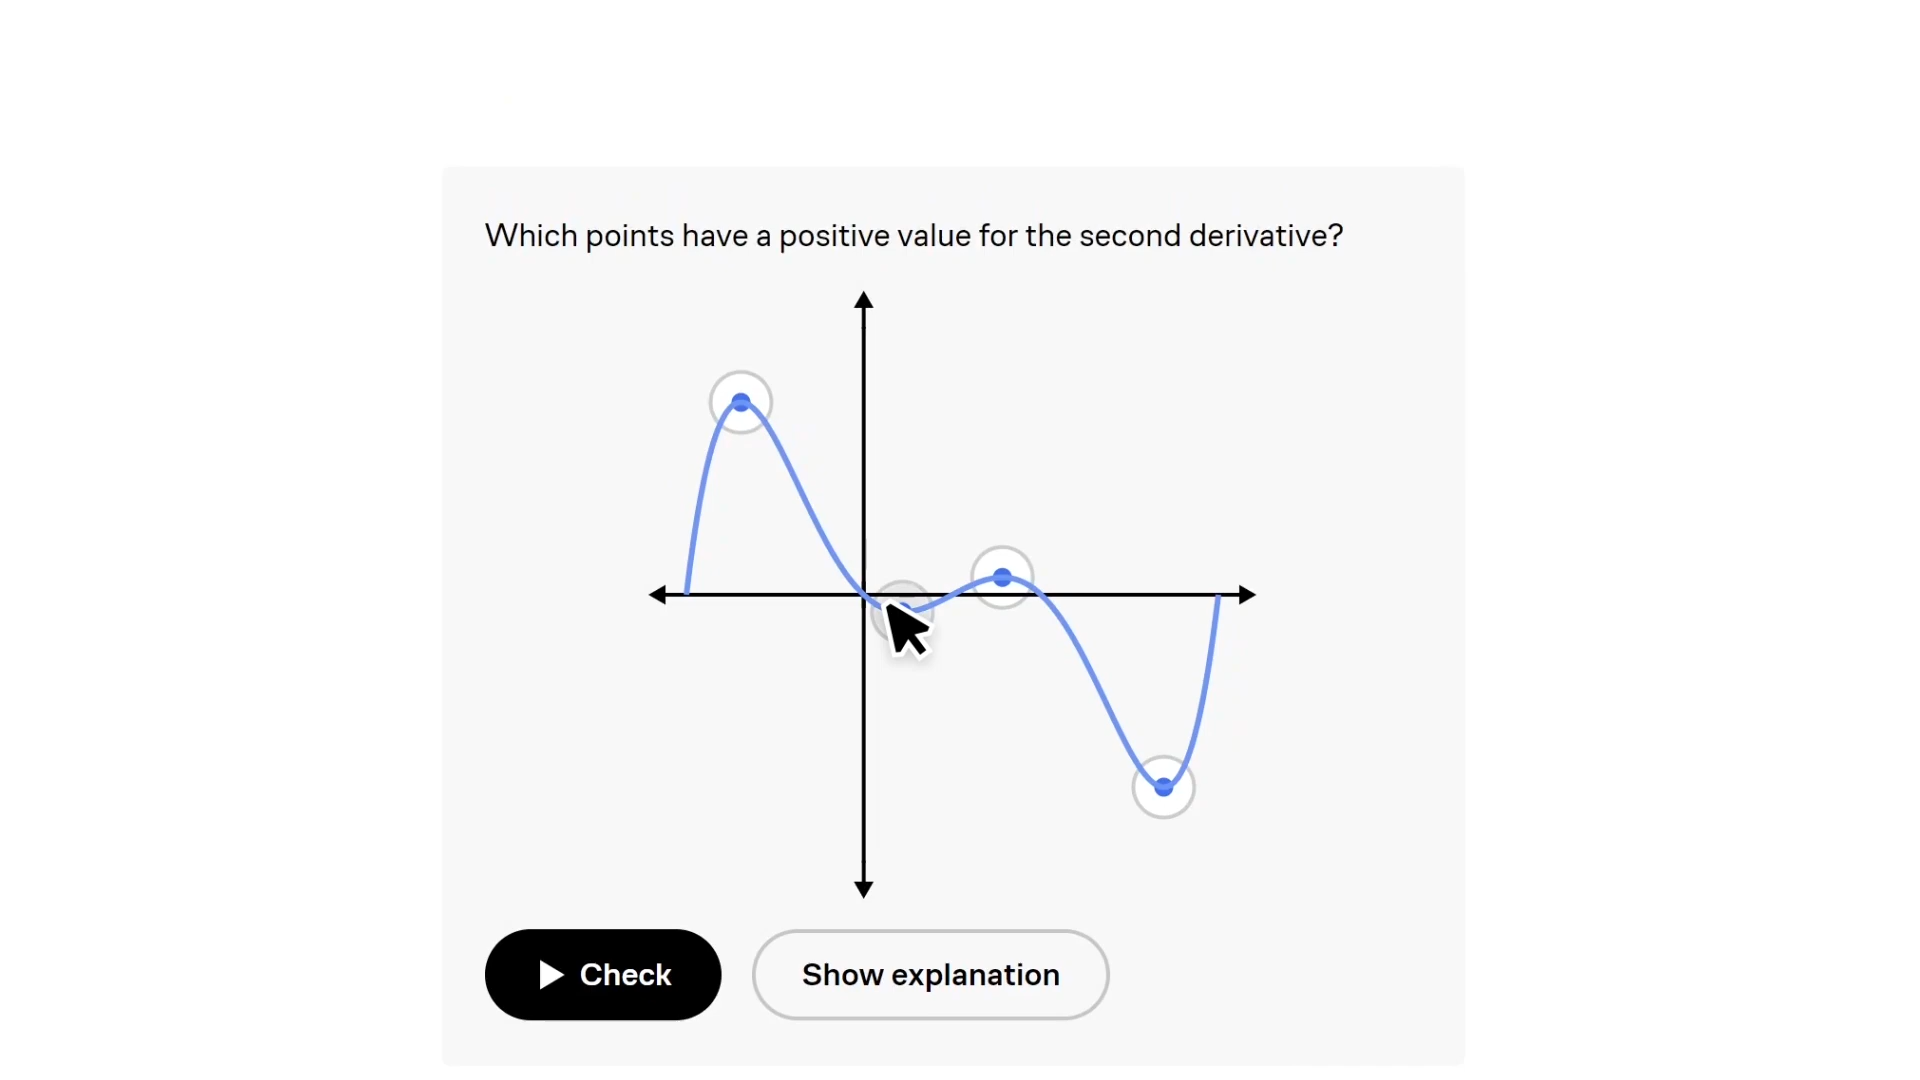 Which points have a positive value for the second derivative?
Check
Show explanation